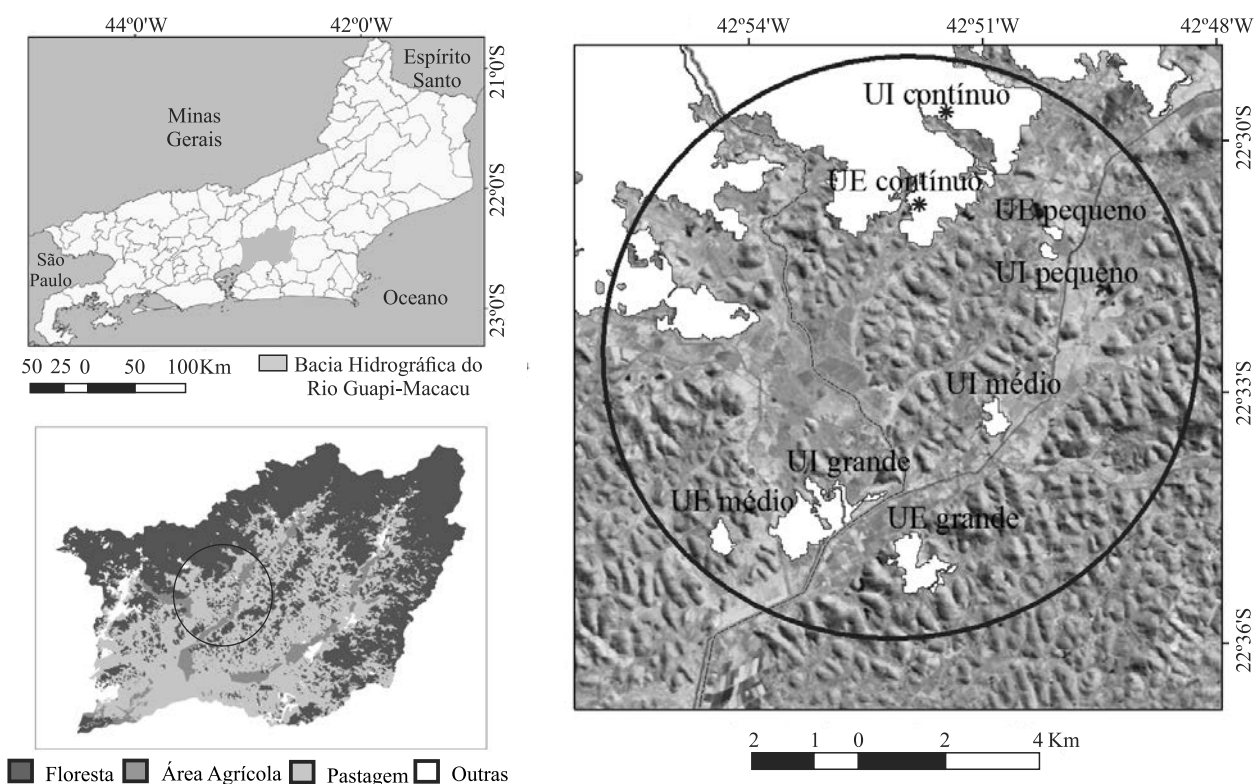 44º0'W
42º0'W
Espírito
Santo
21º0'S
Minas
Gerais
22º0'S
São
Paulo
Oceano
23º0'S
50 25 0 50 100Km
Bacia Hidrográfica do
Rio Guapi-Macacu
Floresta
Área Agrícola
Pastagem
Outras
42º54'W
42º51'W
42º48'W
UI contínuo
22º30'S
UE contínuo
UE pequeno
UI pequeno
UI médio
22º33'S
UI grande
UE médio
UE grande
22º36'S
2 1 0 2 4 Km